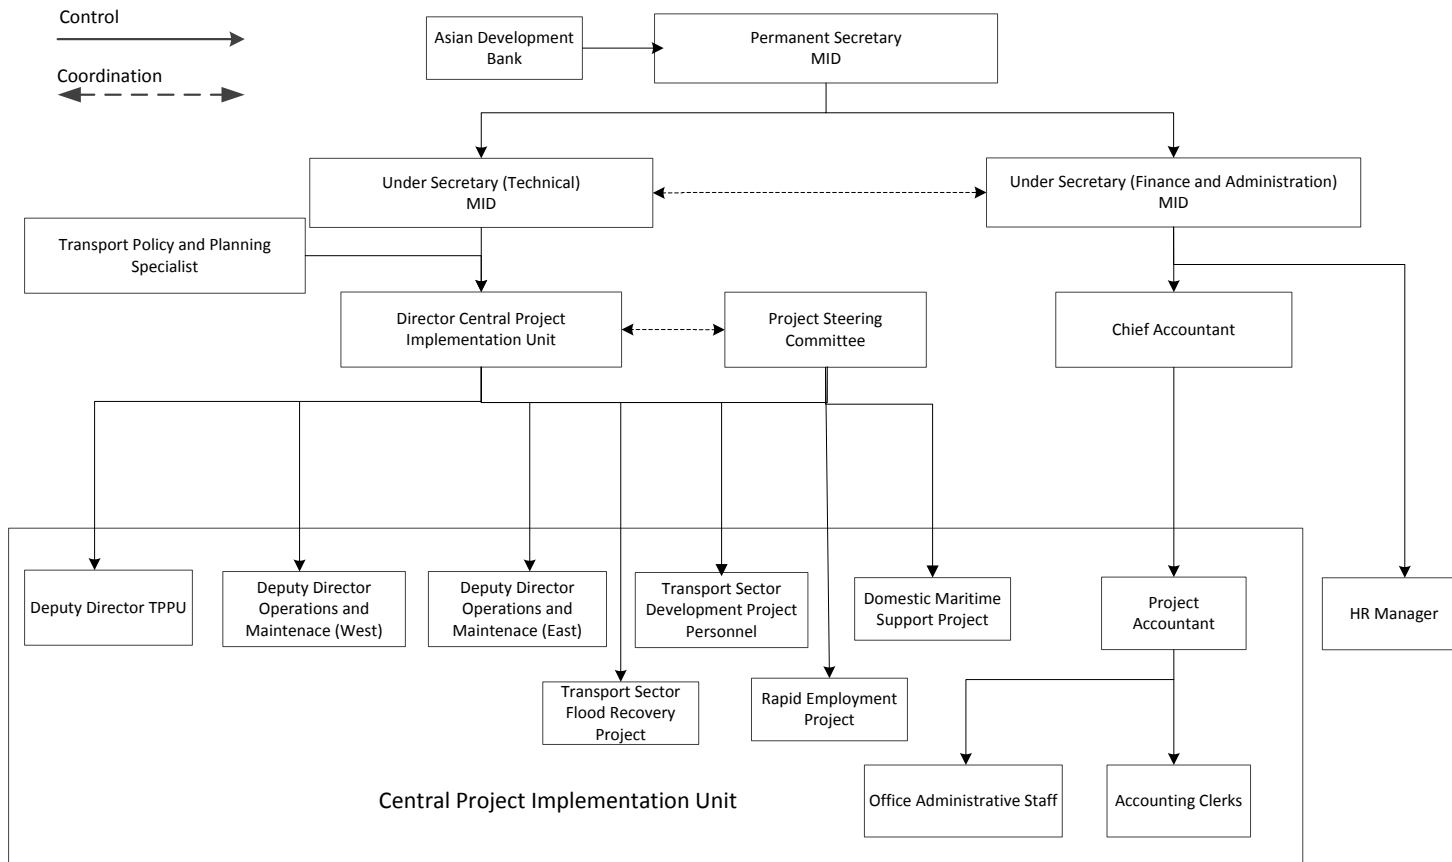 Control
Coordination
Asian Development
Bank
Permanent Secretary
MID
Under Secretary (Technical)
MID
Under Secretary (Finance and Administration)
MID
Transport Policy and Planning
Specialist
Director Central Project
Implementation Unit
Project Steering
Committee
Chief Accountant
Deputy Director TPPU
Deputy Director
Operations and
Maintenace (West)
Deputy Director
Operations and
Maintenace (East)
Transport Sector
Development Project
Personnel
Domestic Maritime
Support Project
Project
Accountant
HR Manager
Transport Sector
Flood Recovery
Project
Rapid Employment
Project
Office Administrative Staff
Accounting Clerks
Central Project Implementation Unit